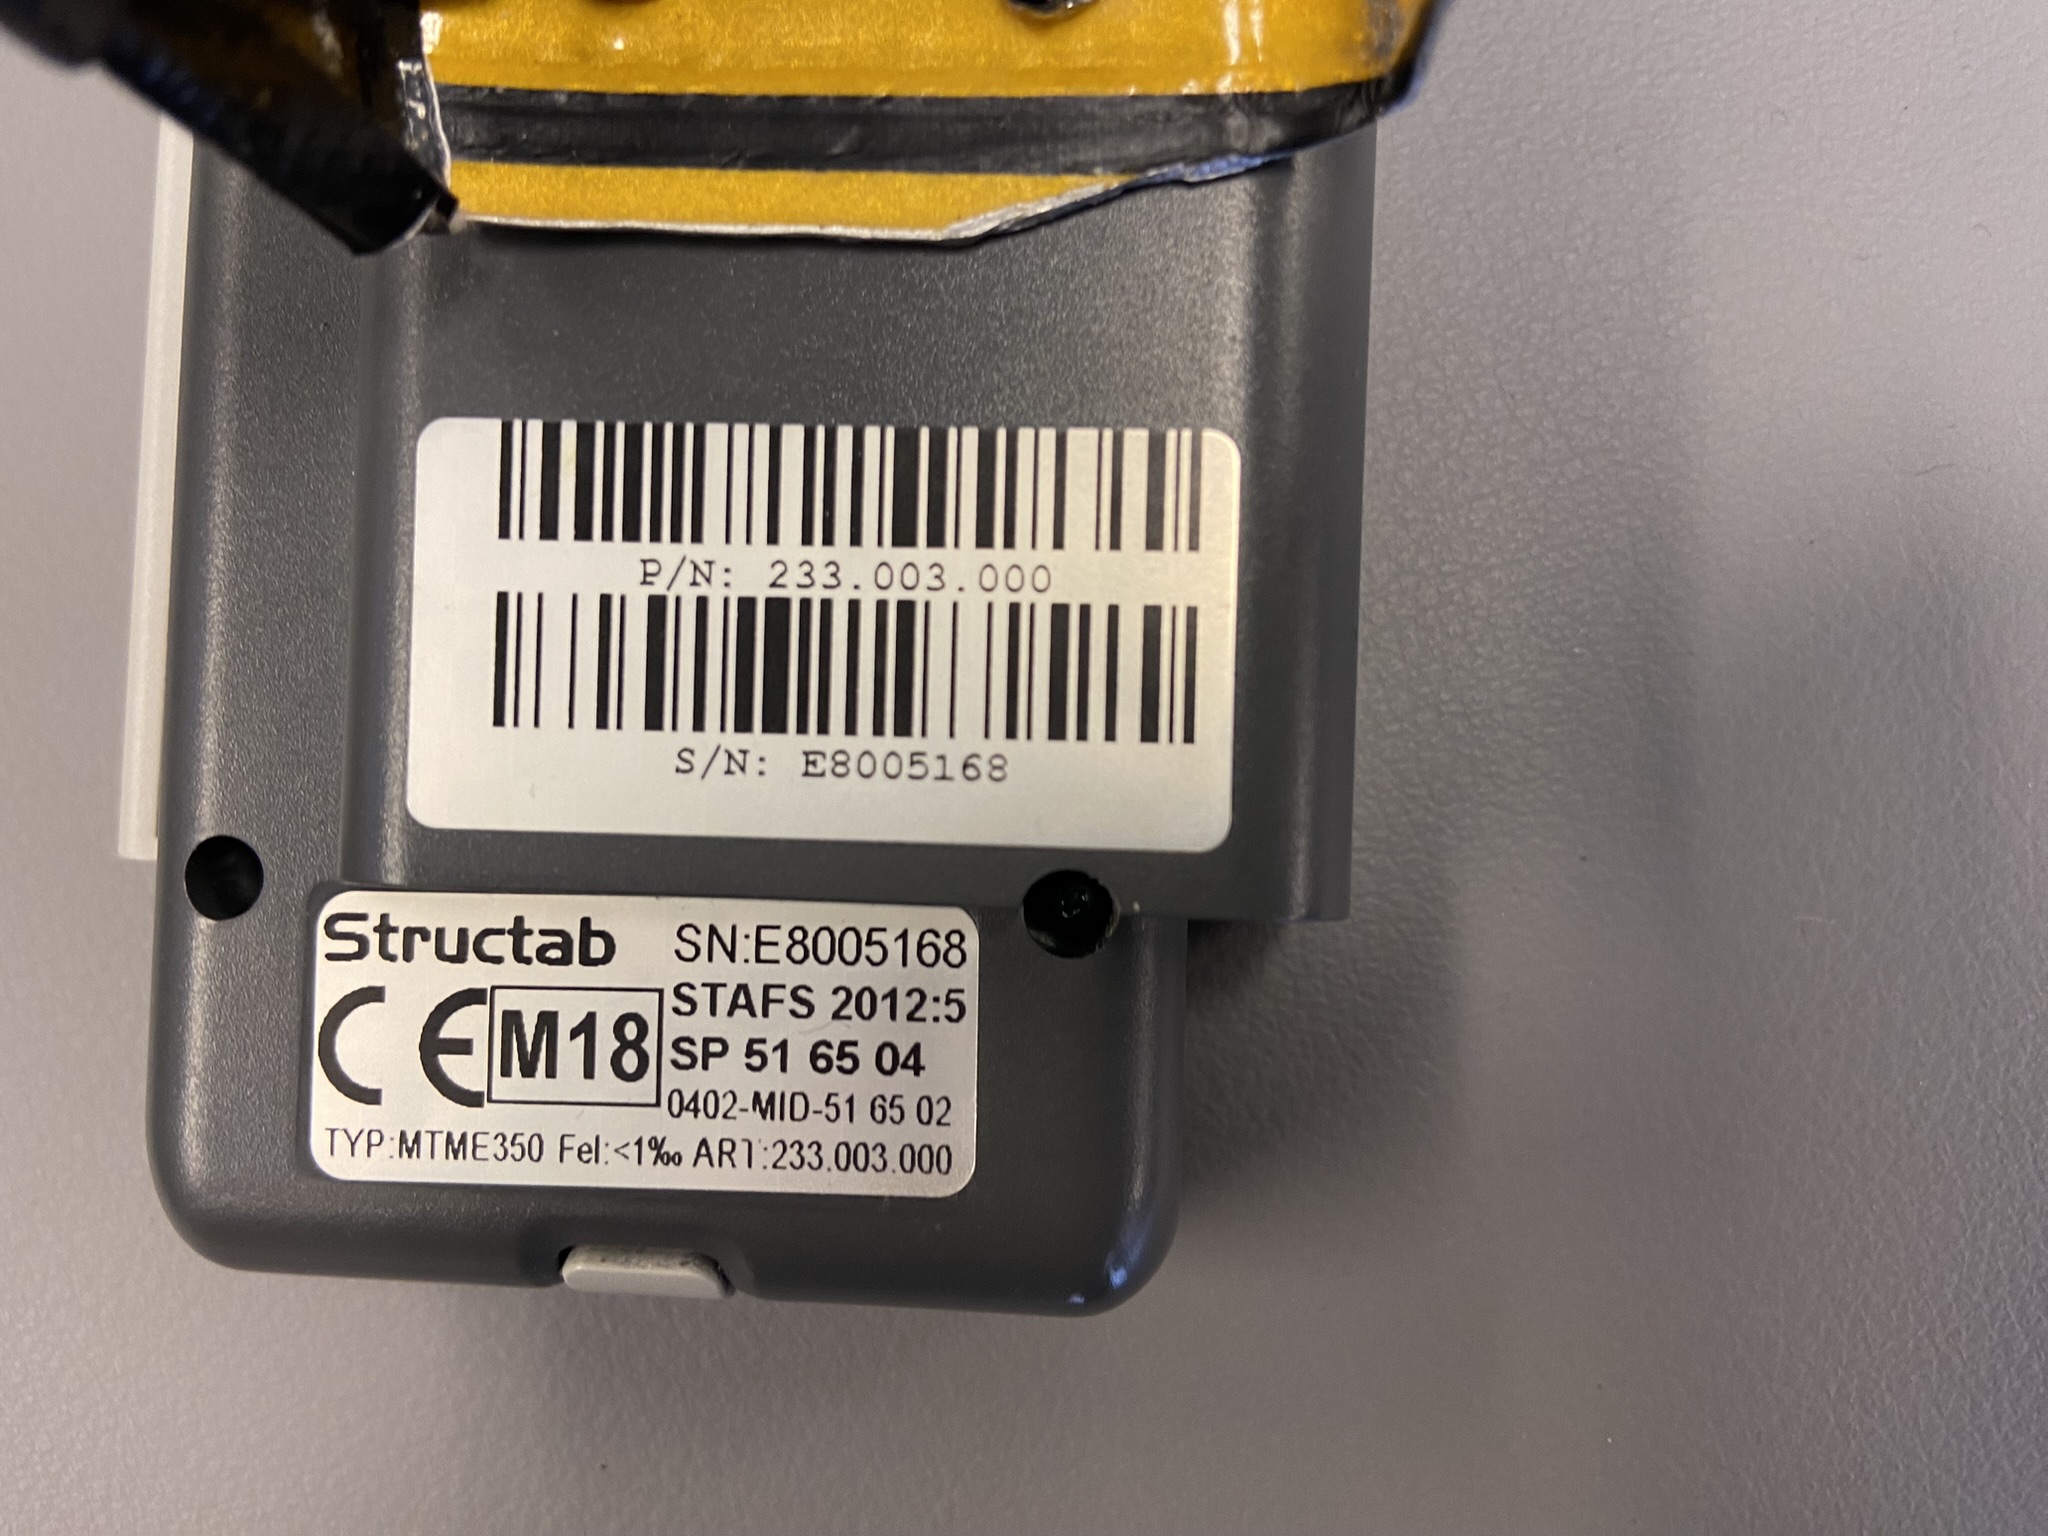 P/N: 233.003.000
S/N: E8005168
Structab SN:E8005168
CE M18 STAFS 2012:5
SP 51 65 04
0402-MID-51 65 02
TYP:MTME350 Fel:<1‰ ART:233.003.000